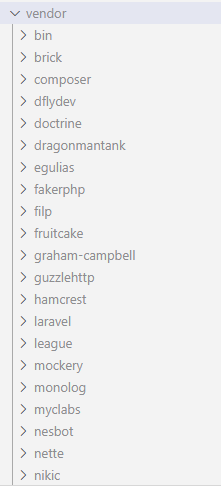 vendor
bin
brick
composer
dflydev
doctrine
dragonmantank
egulias
fakerphp
filp
fruitcake
graham-campbell
guzzlehttp
hamcrest
laravel
league
mockery
monolog
myclabs
nesbot
nette
nikic